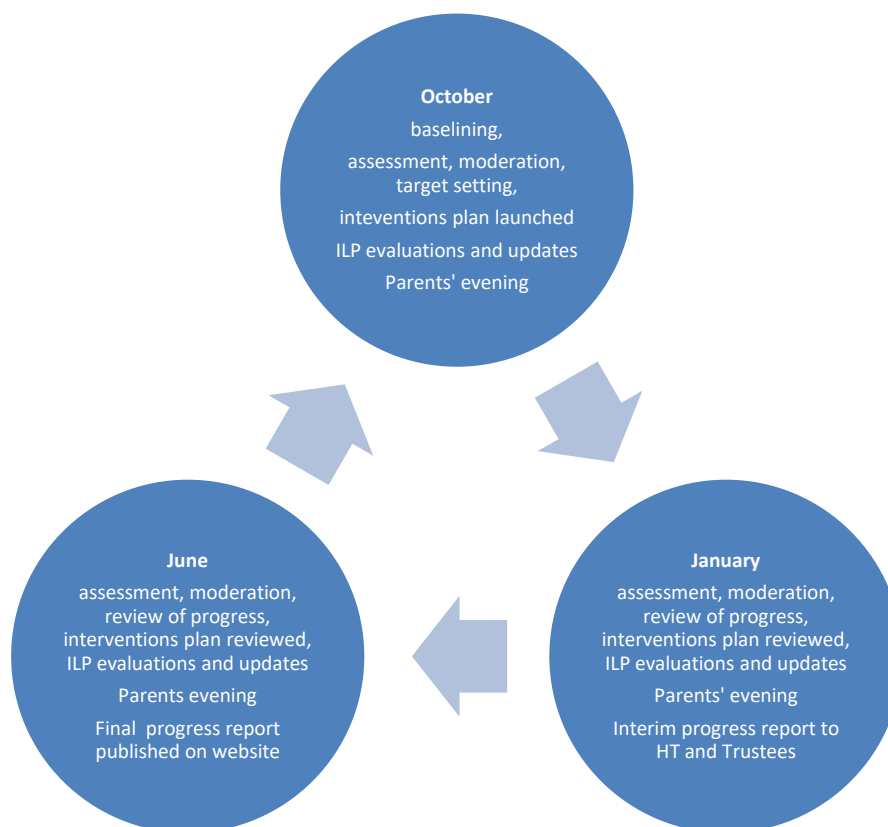 October
baselining,
assessment, moderation,
target setting,
inteventions plan launched
ILP evaluations and updates
Parents' evening
January
assessment, moderation,
review of progress,
interventions plan reviewed,
ILP evaluations and updates
Parents' evening
Interim progress report to
HT and Trustees
June
assessment, moderation,
review of progress,
interventions plan reviewed,
ILP evaluations and updates
Parents evening
Final  progress report
published on website